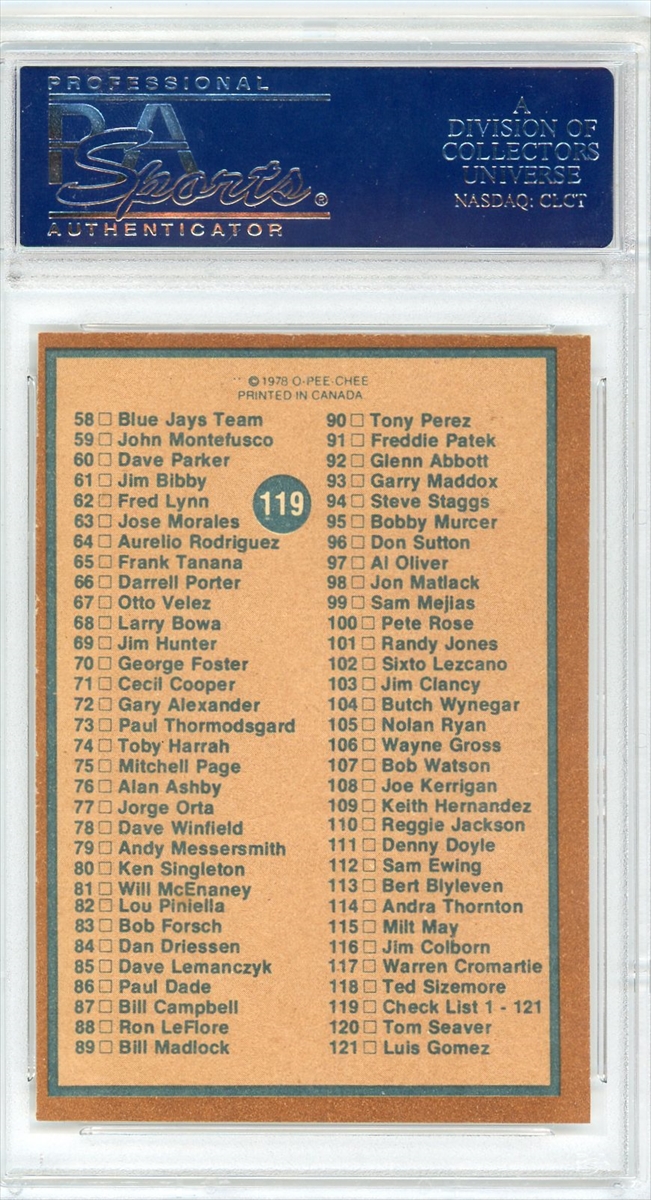 PROFESSIONAL
PSA
Sports®
AUTHENTICATOR
A
DIVISION OF
COLLECTORS
UNIVERSE
NASDAQ: CLCT
© 1978 O-PEE-CHEE
PRINTED IN CANADA
119
58 □ Blue Jays Team
59 □ John Montefusco
60 □ Dave Parker
61 □ Jim Bibby
62 □ Fred Lynn
63 □ Jose Morales
64 □ Aurelio Rodriguez
65 □ Frank Tanana
66 □ Darrell Porter
67 □ Otto Velez
68 □ Larry Bowa
69 □ Jim Hunter
70 □ George Foster
71 □ Cecil Cooper
72 □ Gary Alexander
73 □ Paul Thormodsgard
74 □ Toby Harrah
75 □ Mitchell Page
76 □ Alan Ashby
77 □ Jorge Orta
78 □ Dave Winfield
79 □ Andy Messersmith
80 □ Ken Singleton
81 □ Will McEnaney
82 □ Lou Piniella
83 □ Bob Forsch
84 □ Dan Driessen
85 □ Dave Lemanczyk
86 □ Paul Dade
87 □ Bill Campbell
88 □ Ron LeFlore
89 □ Bill Madlock
90 □ Tony Perez
91 □ Freddie Patek
92 □ Glenn Abbott
93 □ Garry Maddox
94 □ Steve Staggs
95 □ Bobby Murcer
96 □ Don Sutton
97 □ Al Oliver
98 □ Jon Matlack
99 □ Sam Mejias
100 □ Pete Rose
101 □ Randy Jones
102 □ Sixto Lezcano
103 □ Jim Clancy
104 □ Butch Wynegar
105 □ Nolan Ryan
106 □ Wayne Gross
107 □ Bob Watson
108 □ Joe Kerrigan
109 □ Keith Hernandez
110 □ Reggie Jackson
111 □ Denny Doyle
112 □ Sam Ewing
113 □ Bert Blyleven
114 □ Andra Thornton
115 □ Milt May
116 □ Jim Colborn
117 □ Warren Cromartie
118 □ Ted Sizemore
119 □ Check List 1 - 121
120 □ Tom Seaver
121 □ Luis Gomez